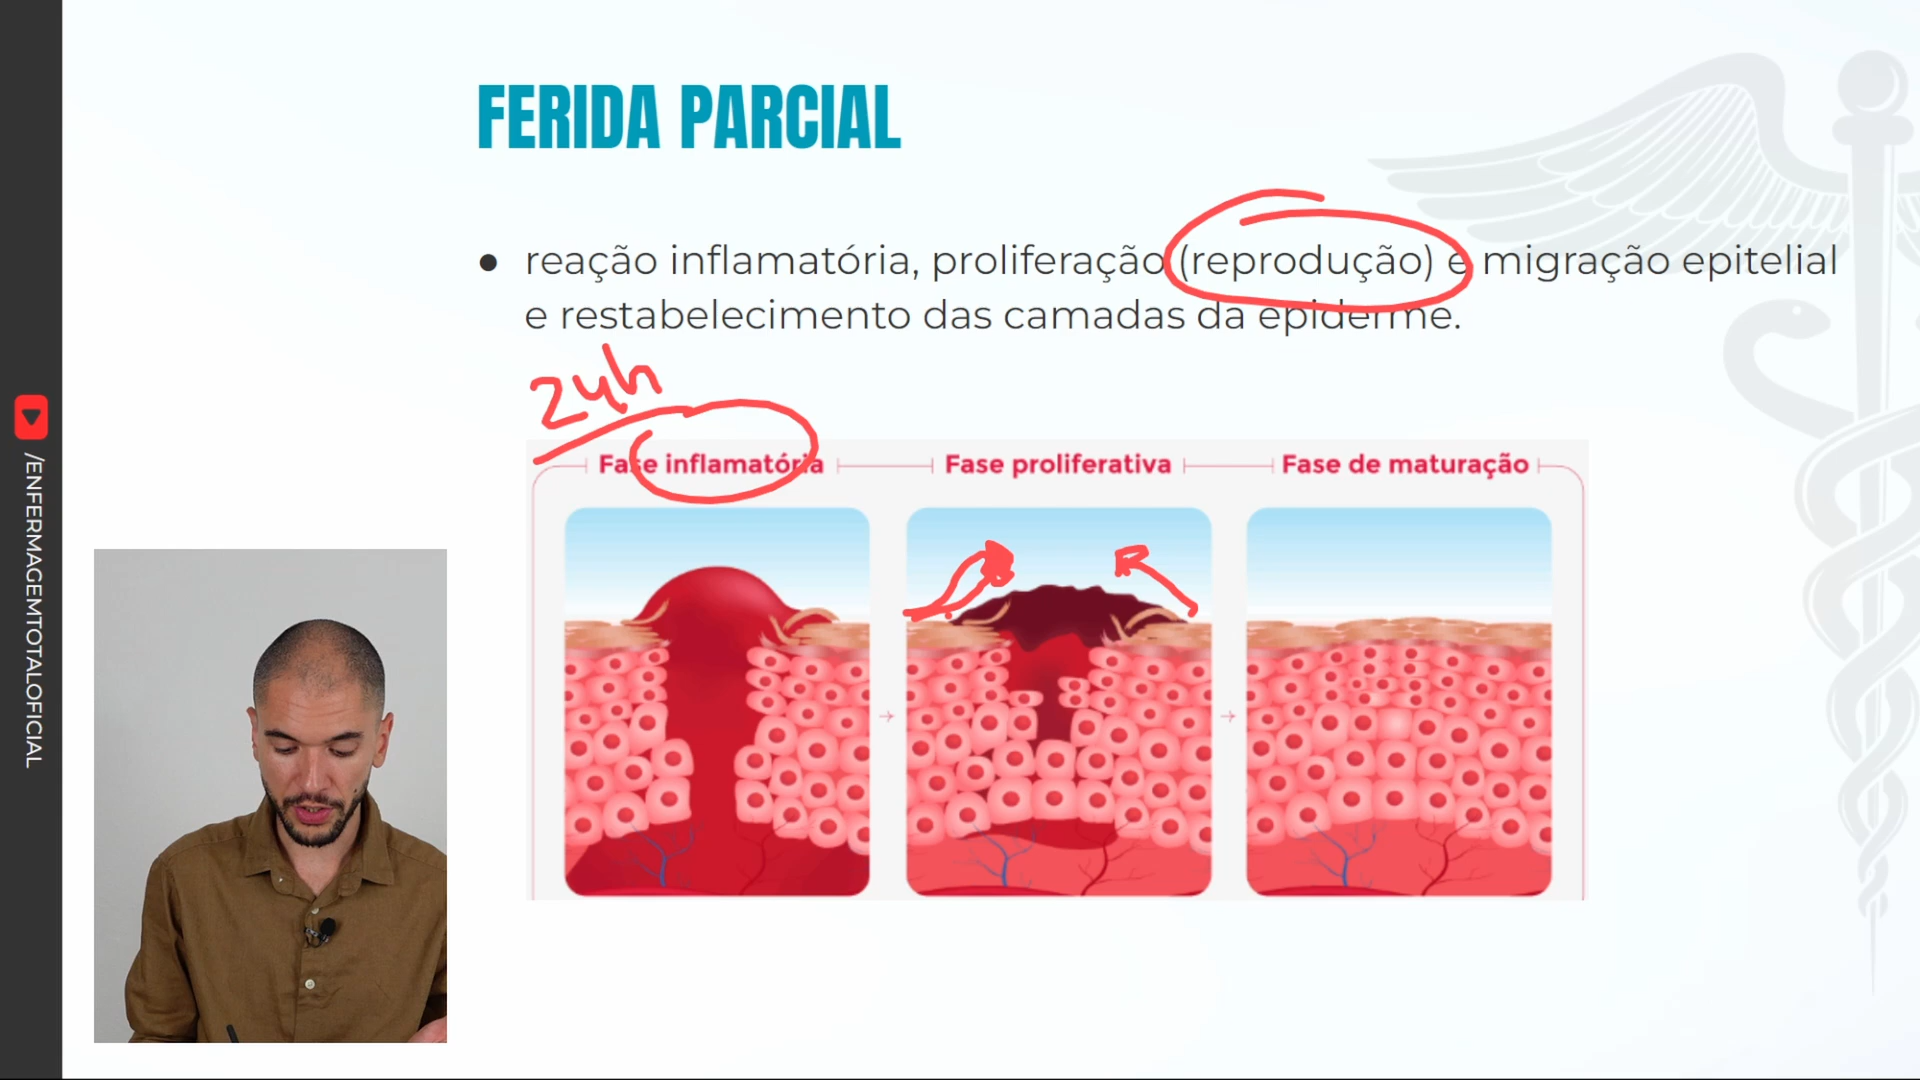 FERIDA PARCIAL
● reação inflamatória, proliferação (reprodução) e migração epitelial
e restabelecimento das camadas da epiderme.
24h
Fase inflamatória
Fase proliferativa
Fase de maturação
/ENFERMAGEMTOTALOFICIAL